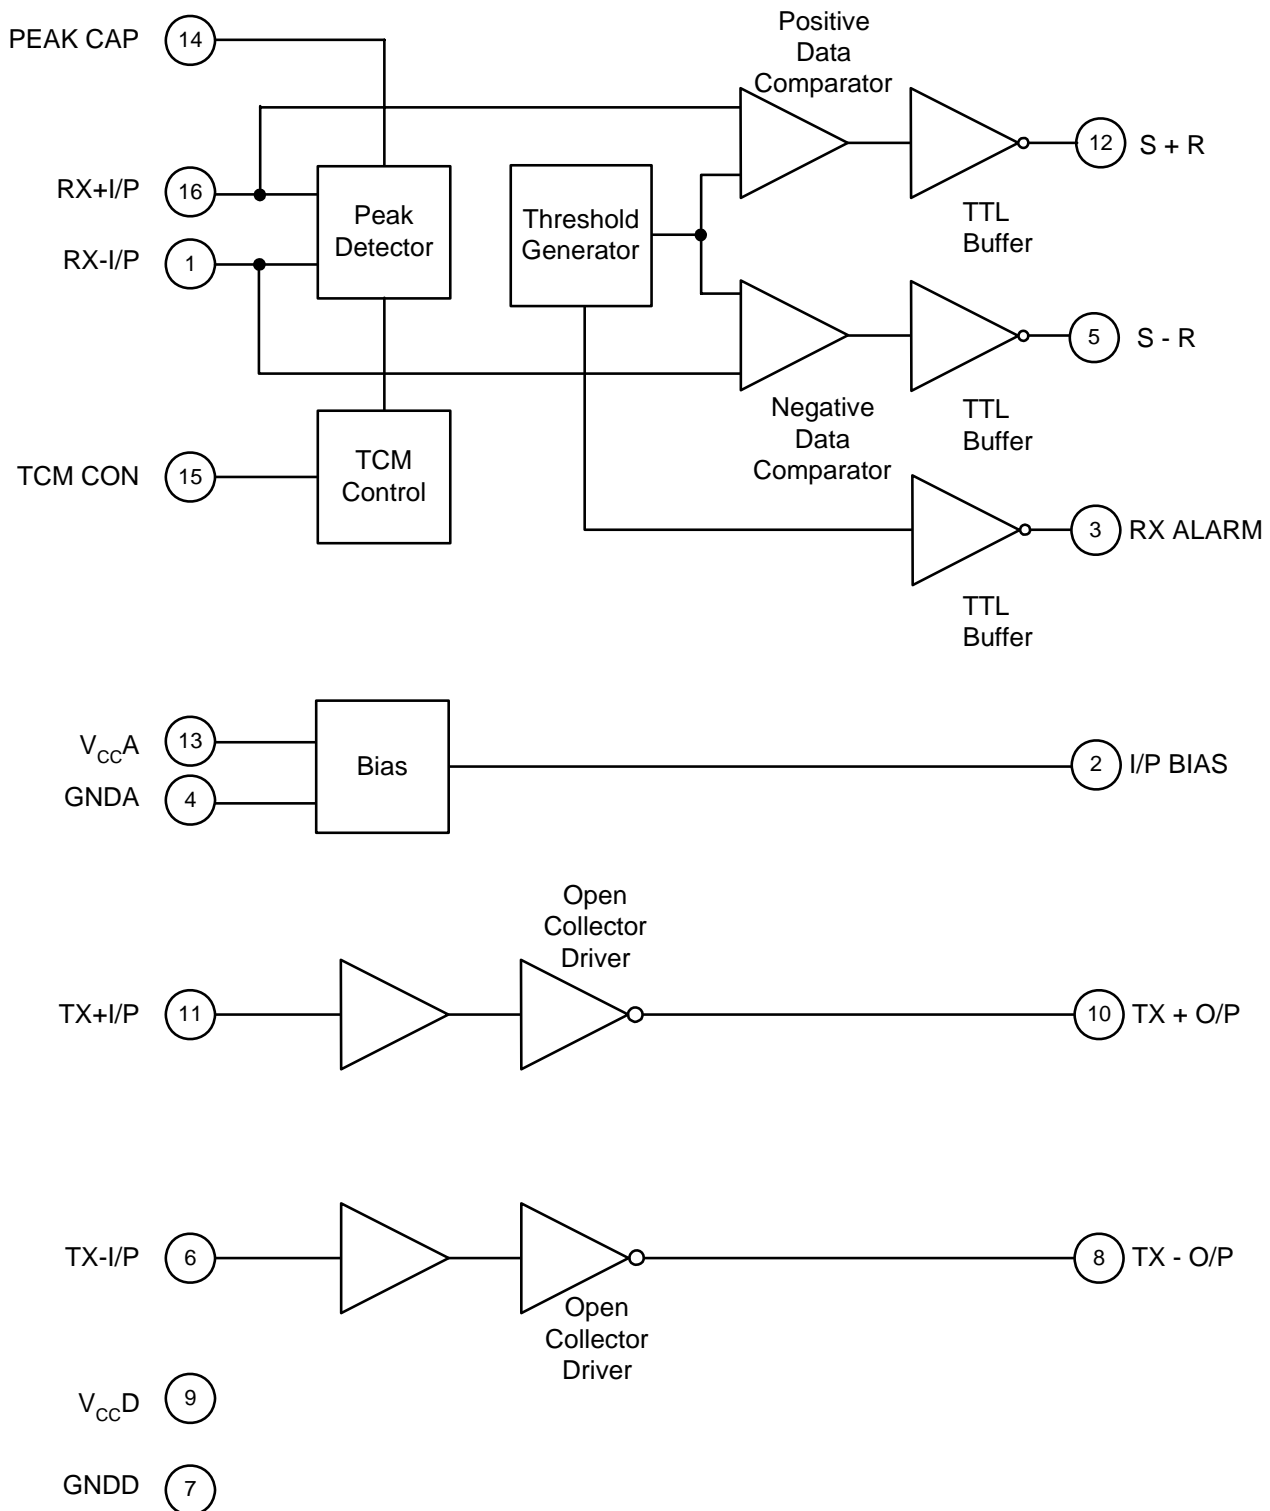 PEAK CAP 14
Positive
Data
Comparator
12 S + R
RX+I/P 16
Peak
Detector
Threshold
Generator
TTL
Buffer
RX-I/P 1
5 S - R
Negative
Data
Comparator
TTL
Buffer
TCM CON 15
TCM
Control
3 RX ALARM
TTL
Buffer
VCCA 13
Bias
2 I/P BIAS
GNDA 4
Open
Collector
Driver
TX+I/P 11
10 TX + O/P
TX-I/P 6
8 TX - O/P
Open
Collector
Driver
VCCD 9
GNDD 7